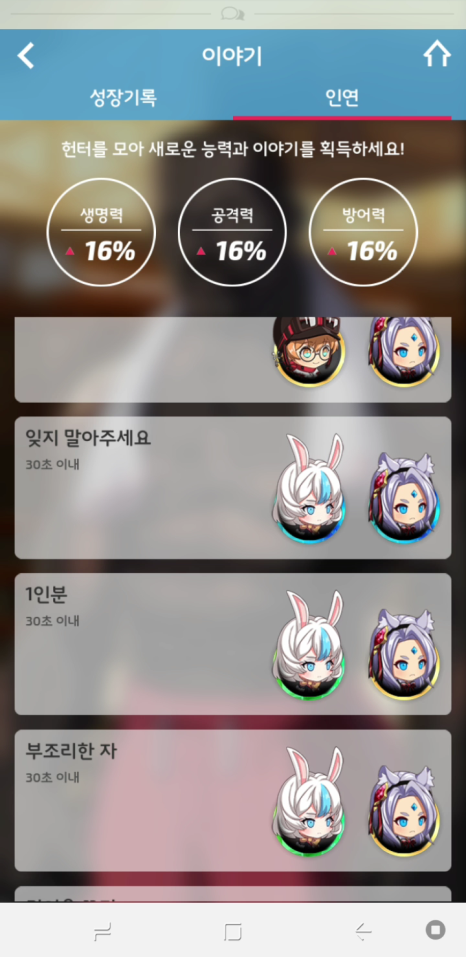 이야기
성장기록
인연
헌터를 모아 새로운 능력과 이야기를 획득하세요!
생명력
▲ 16%
공격력
▲ 16%
방어력
▲ 16%
잊지 말아주세요
30초 이내
1인분
30초 이내
부조리한 자
30초 이내